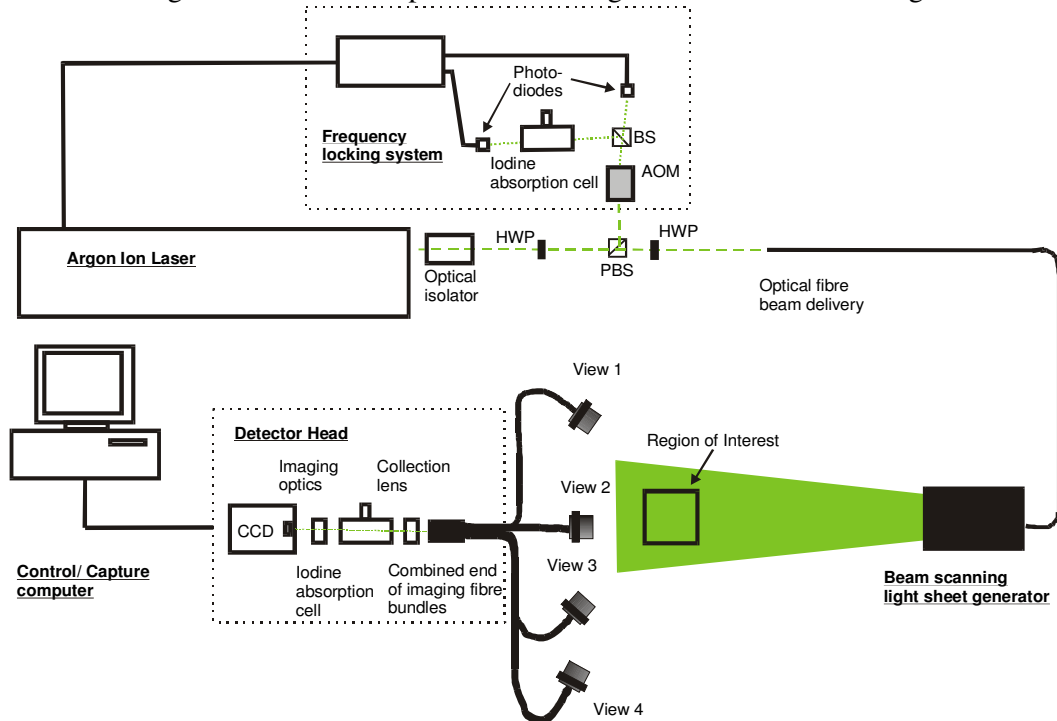 Photo-
diodes
Frequency
locking system
BS
Iodine
absorption cell
AOM
HWP
HWP
Argon Ion Laser
PBS
Optical
isolator
Optical fibre
beam delivery
View 1
Detector Head
Region of Interest
Imaging
optics
Collection
lens
View 2
CCD
View 3
Control/ Capture
computer
Iodine
absorption
cell
Combined end
of imaging fibre
bundles
Beam scanning
light sheet generator
View 4